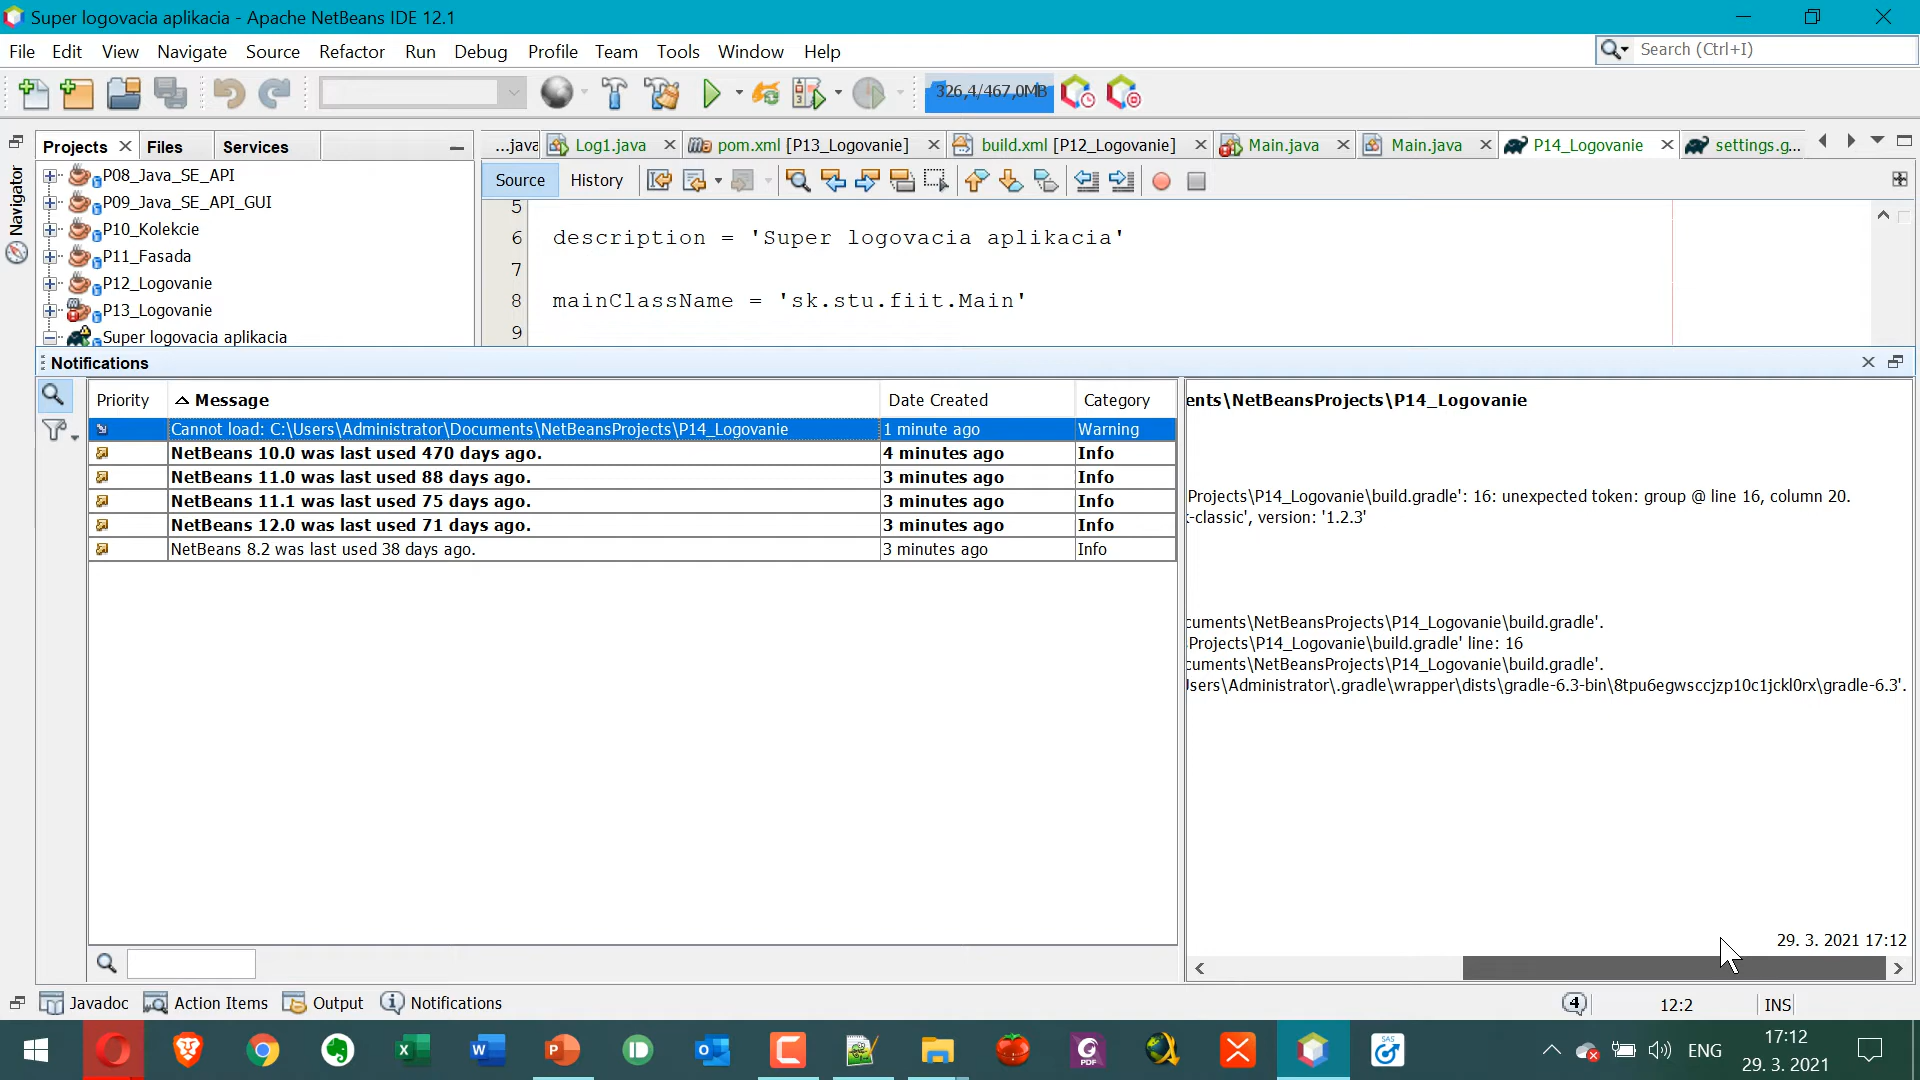 Super logovacia aplikacia - Apache NetBeans IDE 12.1
File Edit View Navigate Source Refactor Run Debug Profile Team Tools Window Help
Search (Ctrl+I)
326,4/467,0MB
Projects Files Services
...java Log1.java pom.xml [P13_Logovanie] build.xml [P12_Logovanie] Main.java Main.java P14_Logovanie settings.g...
Source History
Navigator
P08_Java_SE_API
P09_Java_SE_API_GUI
P10_Kolekcie
P11_Fasada
P12_Logovanie
P13_Logovanie
Super logovacia aplikacia
5
6 description = 'Super logovacia aplikacia'
7
8 mainClassName = 'sk.stu.fiit.Main'
9
Notifications
Priority Message Date Created Category
Cannot load: C:\Users\Administrator\Documents\NetBeansProjects\P14_Logovanie 1 minute ago Warning
NetBeans 10.0 was last used 470 days ago. 4 minutes ago Info
NetBeans 11.0 was last used 88 days ago. 3 minutes ago Info
NetBeans 11.1 was last used 75 days ago. 3 minutes ago Info
NetBeans 12.0 was last used 71 days ago. 3 minutes ago Info
NetBeans 8.2 was last used 38 days ago. 3 minutes ago Info
ents\NetBeansProjects\P14_Logovanie
Projects\P14_Logovanie\build.gradle': 16: unexpected token: group @ line 16, column 20.
-classic', version: '1.2.3'
cuments\NetBeansProjects\P14_Logovanie\build.gradle'.
Projects\P14_Logovanie\build.gradle' line: 16
cuments\NetBeansProjects\P14_Logovanie\build.gradle'.
sers\Administrator\.gradle\wrapper\dists\gradle-6.3-bin\8tpu6egwsccjzp10c1jckl0rx\gradle-6.3'.
29. 3. 2021 17:12
Javadoc Action Items Output Notifications
4 12:2 INS
ENG
17:12
29. 3. 2021